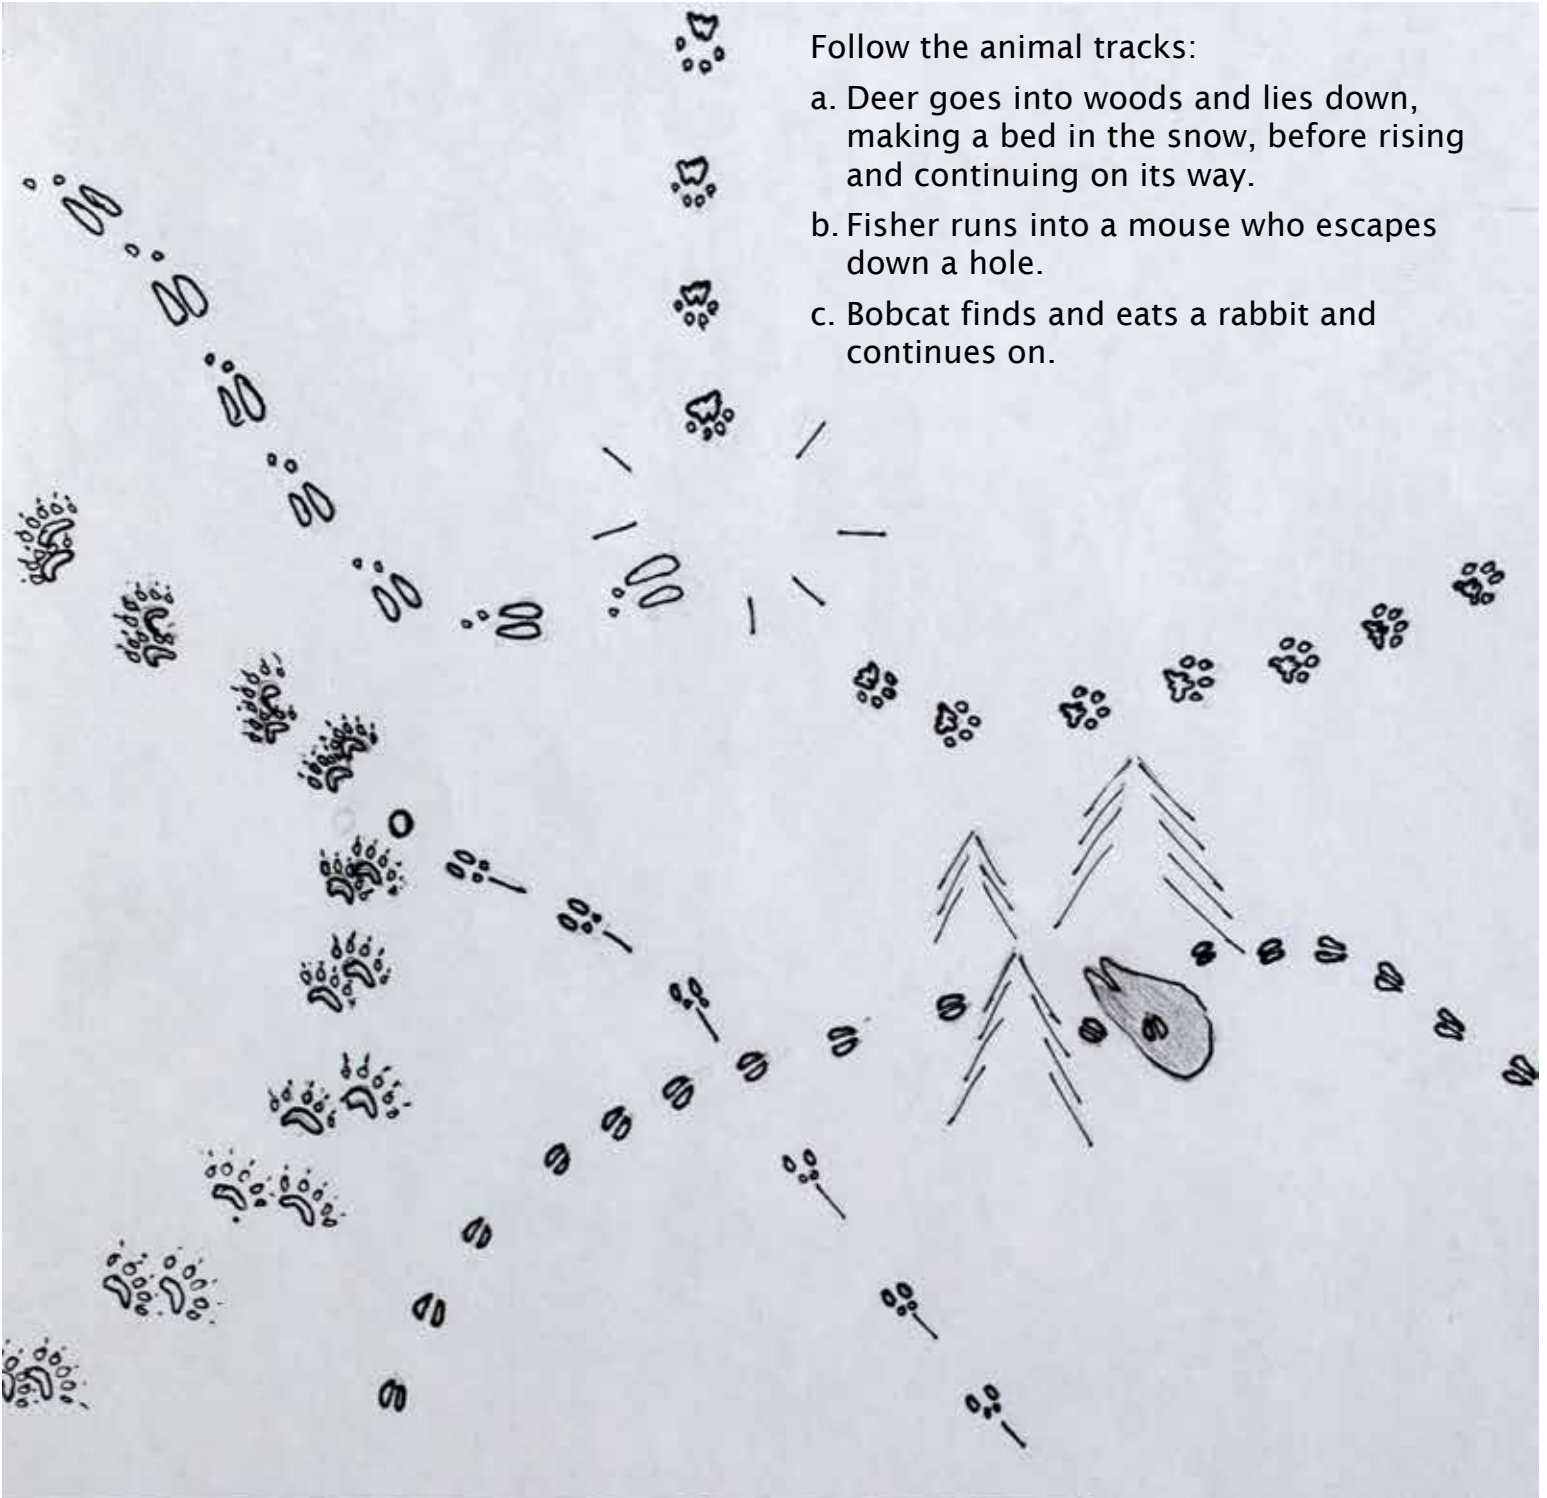 Follow the animal tracks:
a. Deer goes into woods and lies down,
making a bed in the snow, before rising
and continuing on its way.
b. Fisher runs into a mouse who escapes
down a hole.
c. Bobcat finds and eats a rabbit and
continues on.